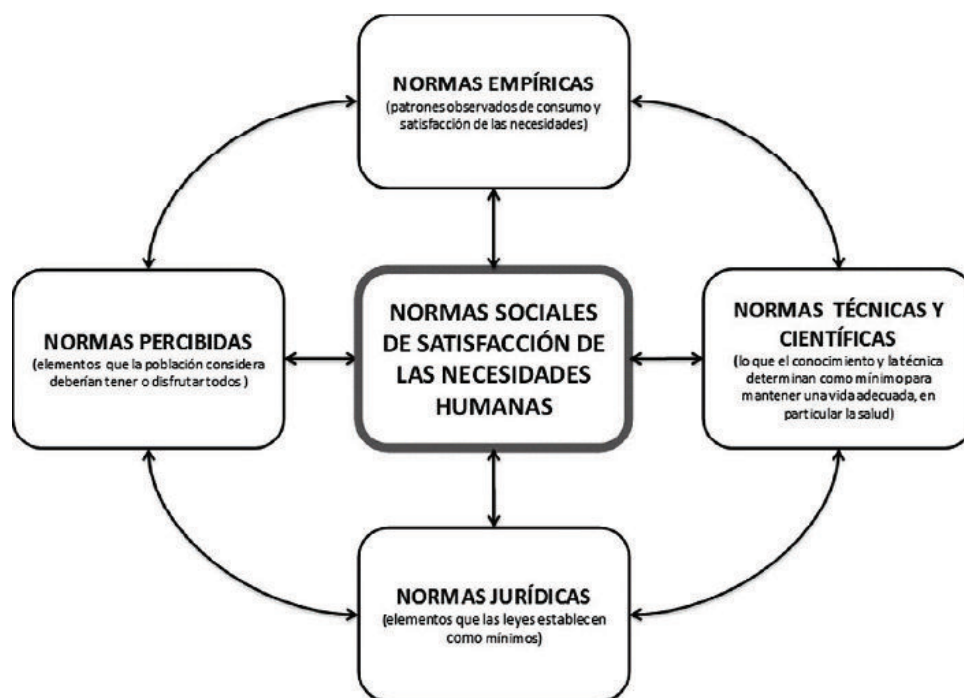 NORMAS EMPÍRICAS
(patrones observados de consumo y
satisfacción de las necesidades)
NORMAS PERCIBIDAS
(elementos que la población considera
deberían tener o disfrutar todos )
NORMAS SOCIALES
DE SATISFACCIÓN DE
LAS NECESIDADES
HUMANAS
NORMAS TÉCNICAS Y
CIENTÍFICAS
(lo que el conocimiento y la técnica
determinan como mínimo para
mantener una vida adecuada, en
particular la salud)
NORMAS JURÍDICAS
(elementos que las leyes establecen
como mínimos)